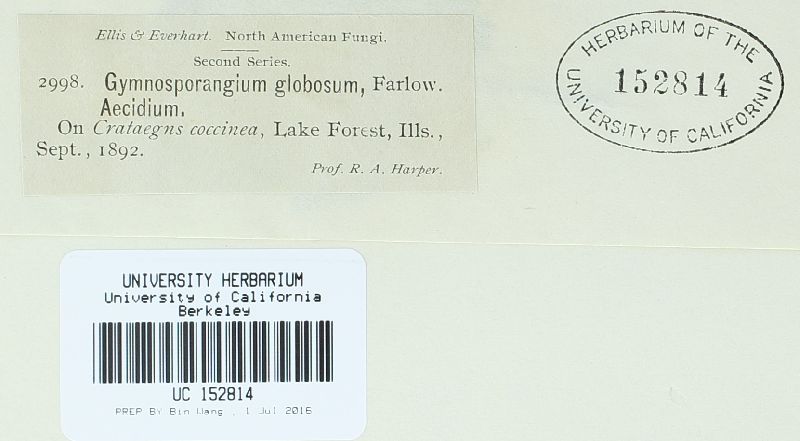 Ellis & Everhart. North American Fungi.
Second Series.
2998. Gymnosporangium globosum, Farlow.
Aecidium.
On Crataegns coccinea, Lake Forest, Ills.,
Sept., 1892.
Prof. R. A. Harper.
HERBARIUM OF THE
152814
UNIVERSITY OF CALIFORNIA
UNIVERSITY HERBARIUM
University of California
Berkeley
UC 152814
PREP BY Bin Wang , 1 Jul 2016